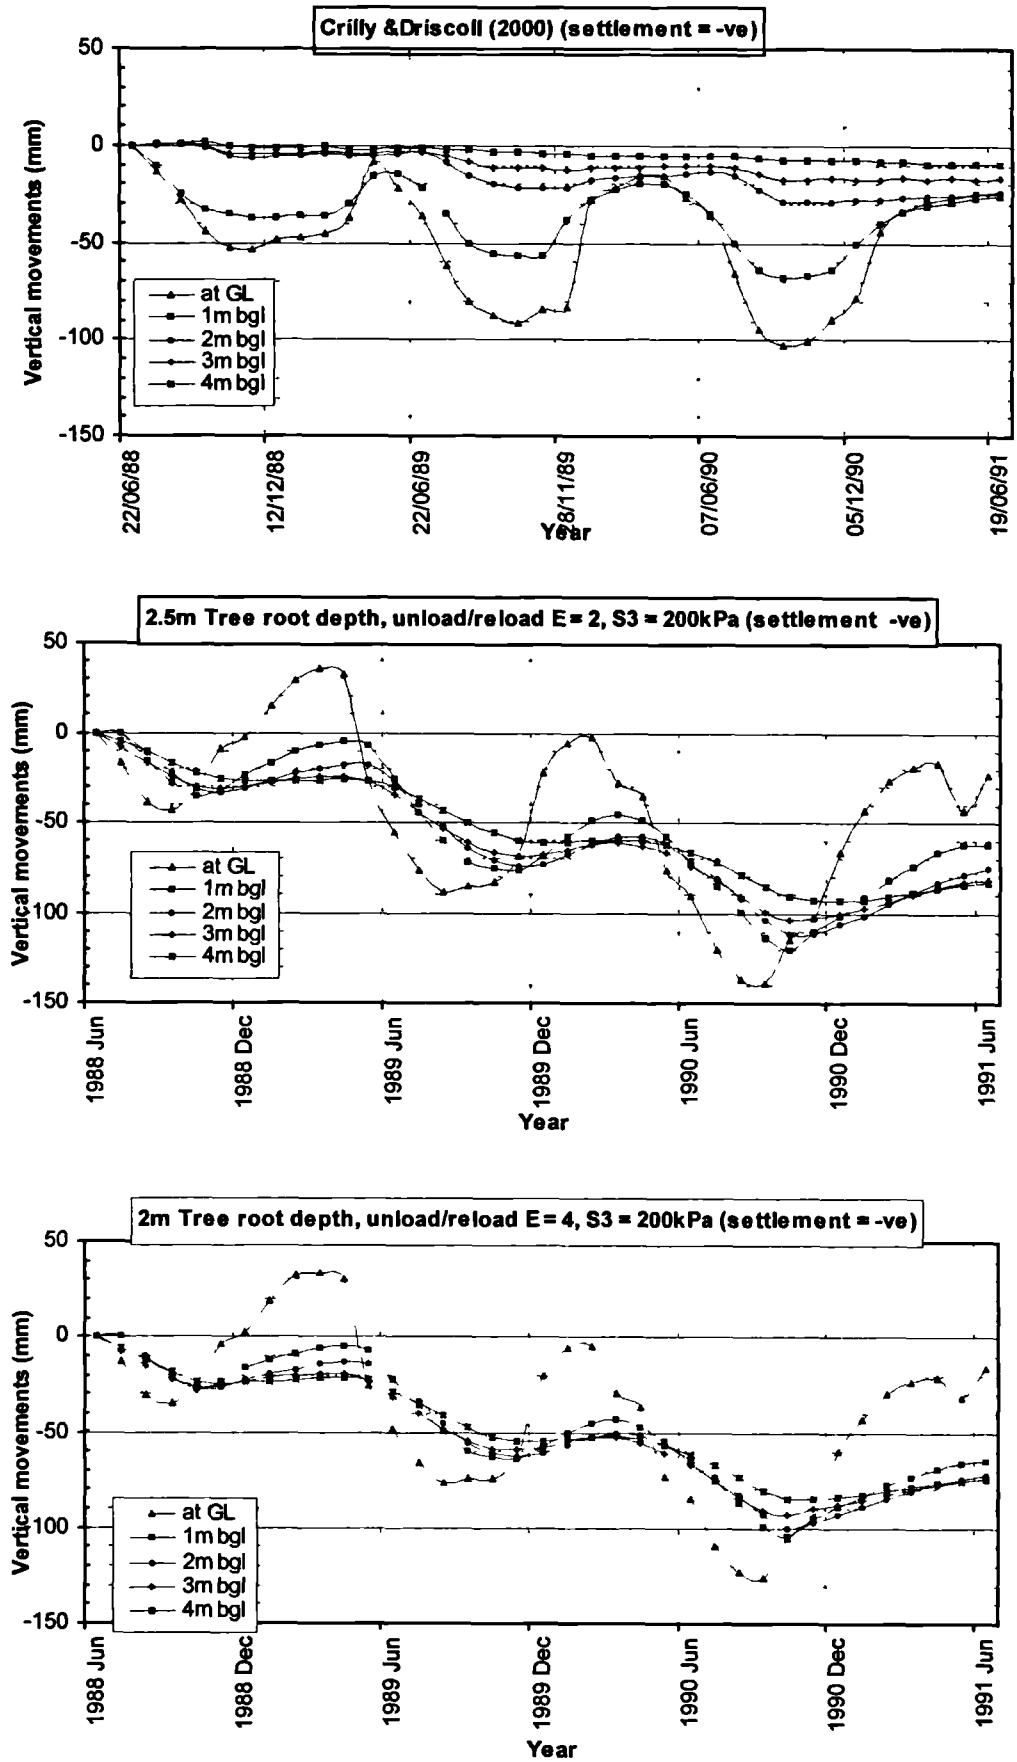 Crilly &Driscoll (2000) (settlement = -ve)
50
0
-50
-100
-150
Vertical movements (mm)
at GL
1m bgl
2m bgl
3m bgl
4m bgl
22/06/88
12/12/88
22/06/89
28/11/89
07/06/90
05/12/90
19/06/91
Year
2.5m Tree root depth, unload/reload E = 2, S3 = 200kPa (settlement -ve)
50
0
-50
-100
-150
Vertical movements (mm)
at GL
1m bgl
2m bgl
3m bgl
4m bgl
1988 Jun
1988 Dec
1989 Jun
1989 Dec
1990 Jun
1990 Dec
1991 Jun
Year
2m Tree root depth, unload/reload E = 4, S3 = 200kPa (settlement = -ve)
50
0
-50
-100
-150
Vertical movements (mm)
at GL
1m bgl
2m bgl
3m bgl
4m bgl
1988 Jun
1988 Dec
1989 Jun
1989 Dec
1990 Jun
1990 Dec
1991 Jun
Year